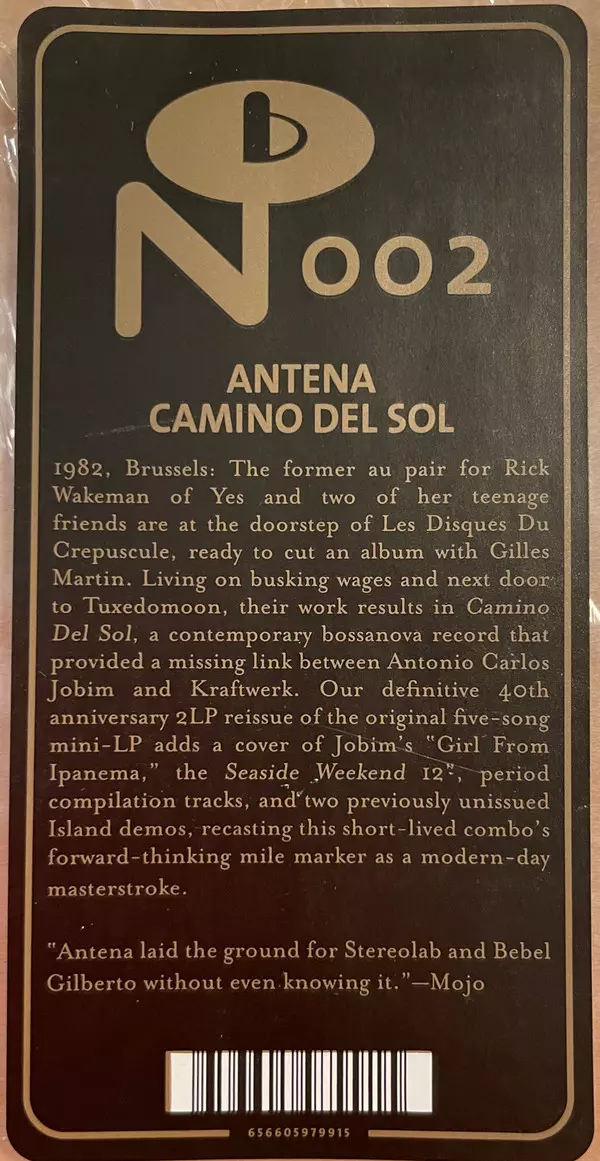 Nb 002
ANTENA
CAMINO DEL SOL
1982, Brussels: The former au pair for Rick
Wakeman of Yes and two of her teenage
friends are at the doorstep of Les Disques Du
Crepuscule, ready to cut an album with Gilles
Martin. Living on busking wages and next door
to Tuxedomoon, their work results in Camino
Del Sol, a contemporary bossanova record that
provided a missing link between Antonio Carlos
Jobim and Kraftwerk. Our definitive 40th
anniversary 2LP reissue of the original five-song
mini-LP adds a cover of Jobim's "Girl From
Ipanema," the Seaside Weekend 12", period
compilation tracks, and two previously unissued
Island demos, recasting this short-lived combo's
forward-thinking mile marker as a modern-day
masterstroke.
"Antena laid the ground for Stereolab and Bebel
Gilberto without even knowing it."—Mojo
656605979915